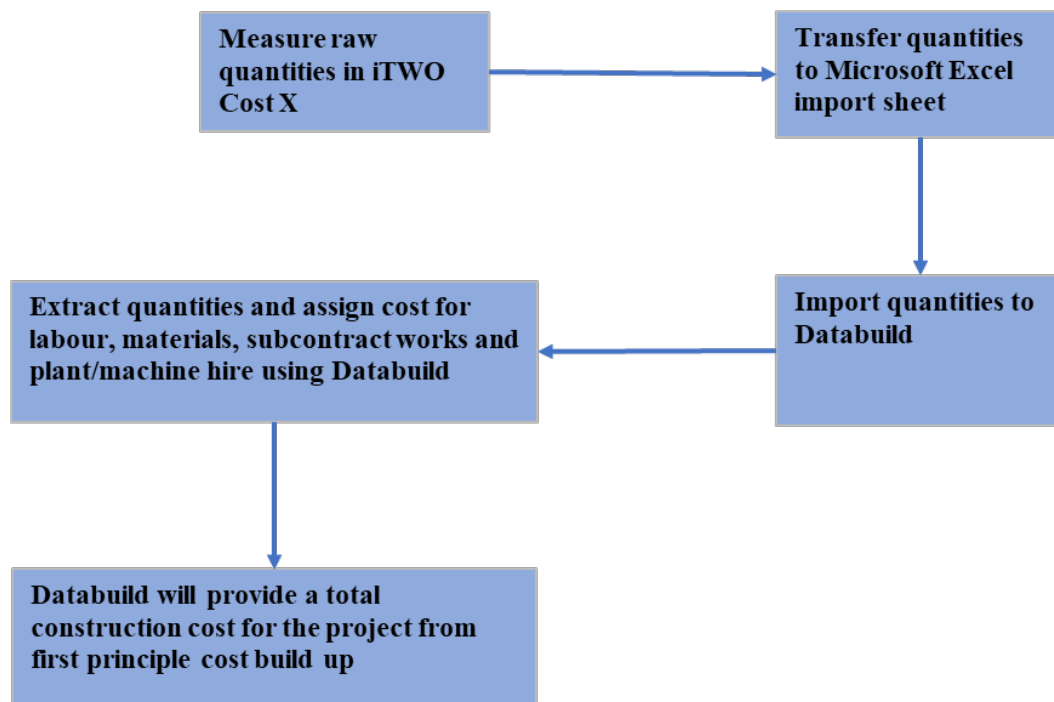 Measure raw
quantities in iTWO
Cost X
Transfer quantities
to Microsoft Excel
import sheet
Import quantities to
Databuild
Extract quantities and assign cost for
labour, materials, subcontract works and
plant/machine hire using Databuild
Databuild will provide a total
construction cost for the project from
first principle cost build up